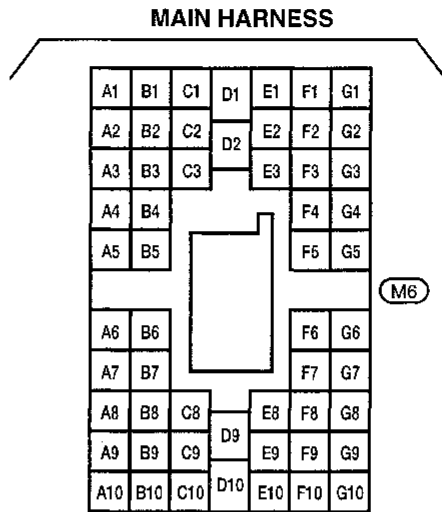 MAIN HARNESS
A1 B1 C1 D1 E1 F1 G1
A2 B2 C2 D2 E2 F2 G2
A3 B3 C3 E3 F3 G3
A4 B4 F4 G4
A5 B5 F5 G5
M6
A6 B6 F6 G6
A7 B7 F7 G7
A8 B8 C8 E8 F8 G8
A9 B9 C9 D9 E9 F9 G9
A10 B10 C10 D10 E10 F10 G10